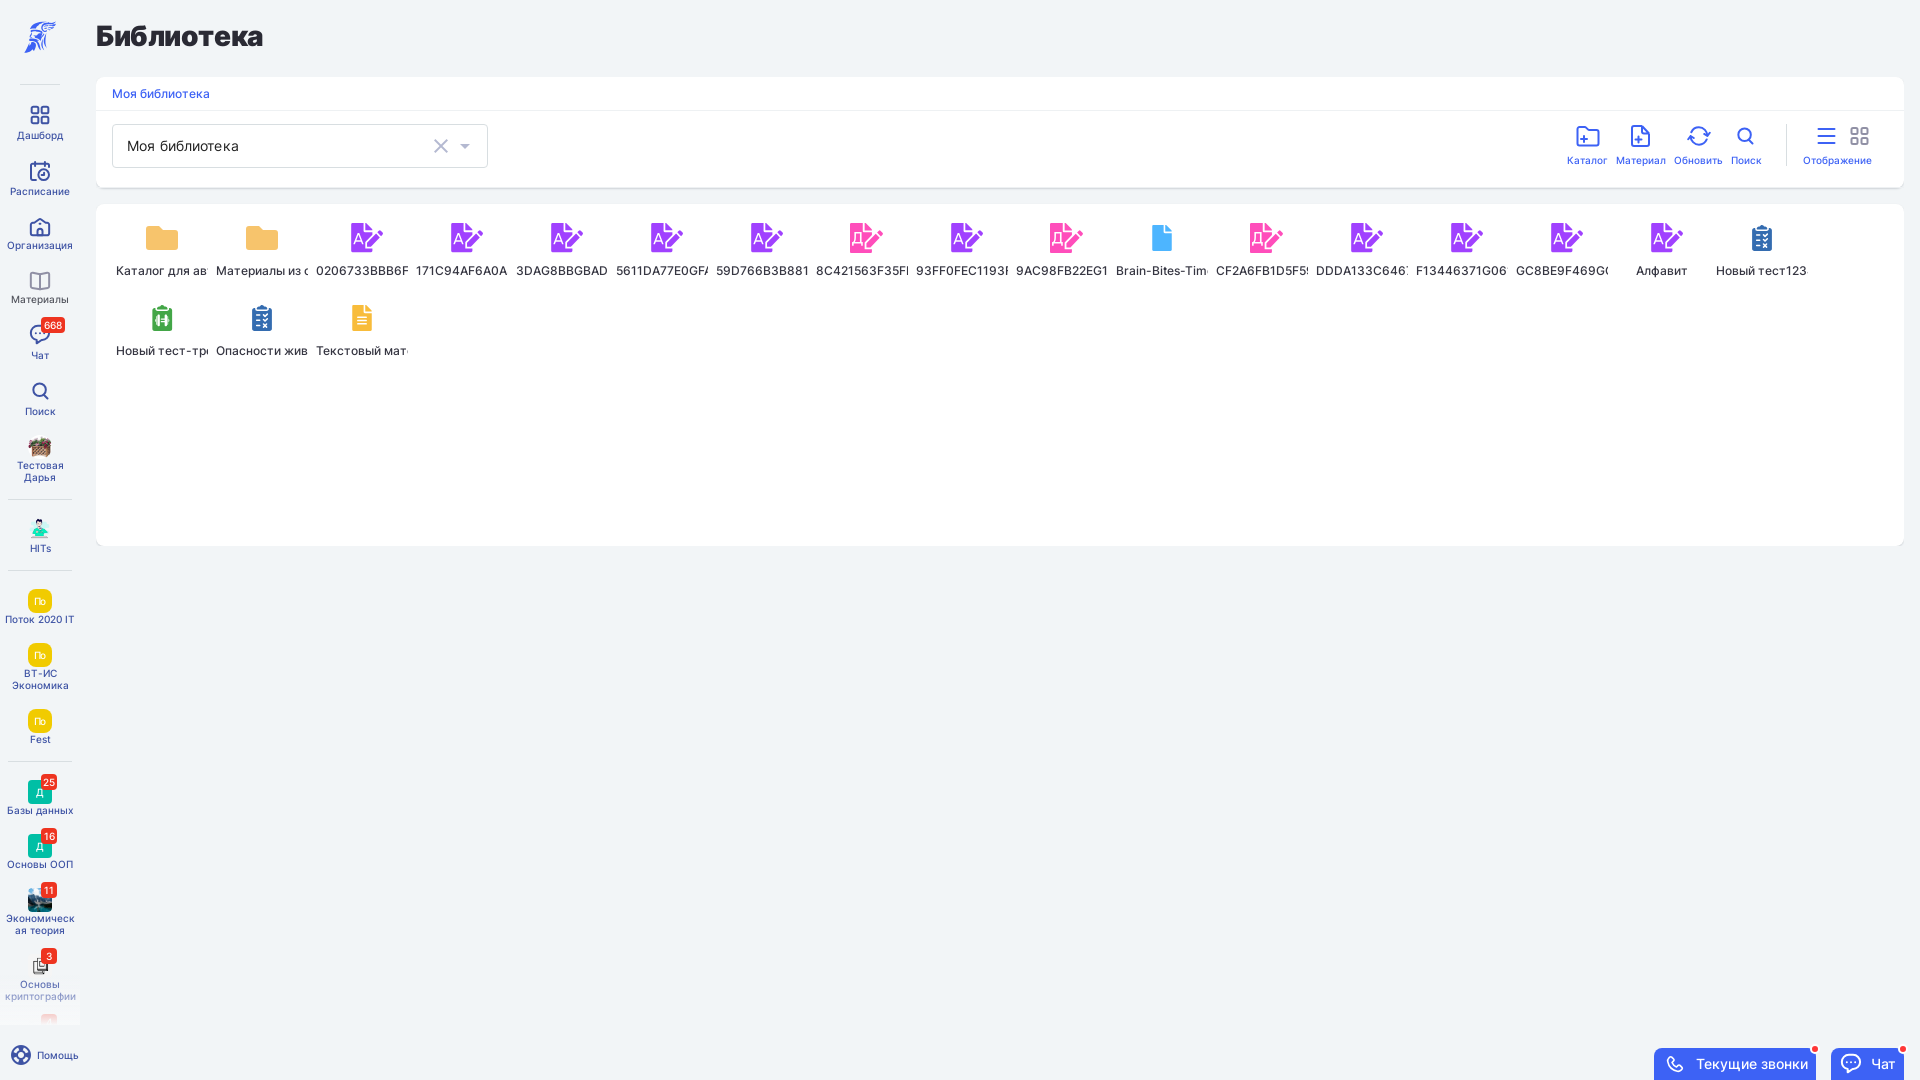 Библиотека
Моя библиотека
Моя библиотека
Каталог
Материал
Обновить
Поиск
Отображение
Дашборд
Расписание
Организация
Материалы
668
Чат
Поиск
Тестовая
Дарья
HITs
По
Поток 2020 IT
По
ВТ-ИС
Экономика
По
Fest
25
Д
Базы данных
16
Д
Основы ООП
11
Экономическ
ая теория
3
Основы
криптографии
Помощь
Каталог для ав
Материалы из
0206733BBB6F
171C94AF6A0A
3DAG8BBGBAD
5611DA77E0GFA
59D766B3B881
8C421563F35F
93FF0FEC1193
9AC98FB22EG1
Brain-Bites-Tim
CF2A6FB1D5F5
DDDA133C646
F13446371G06
GC8BE9F469G
Алфавит
Новый тест123
Новый тест-тр
Опасности жив
Текстовый мат
Текущие звонки
Чат